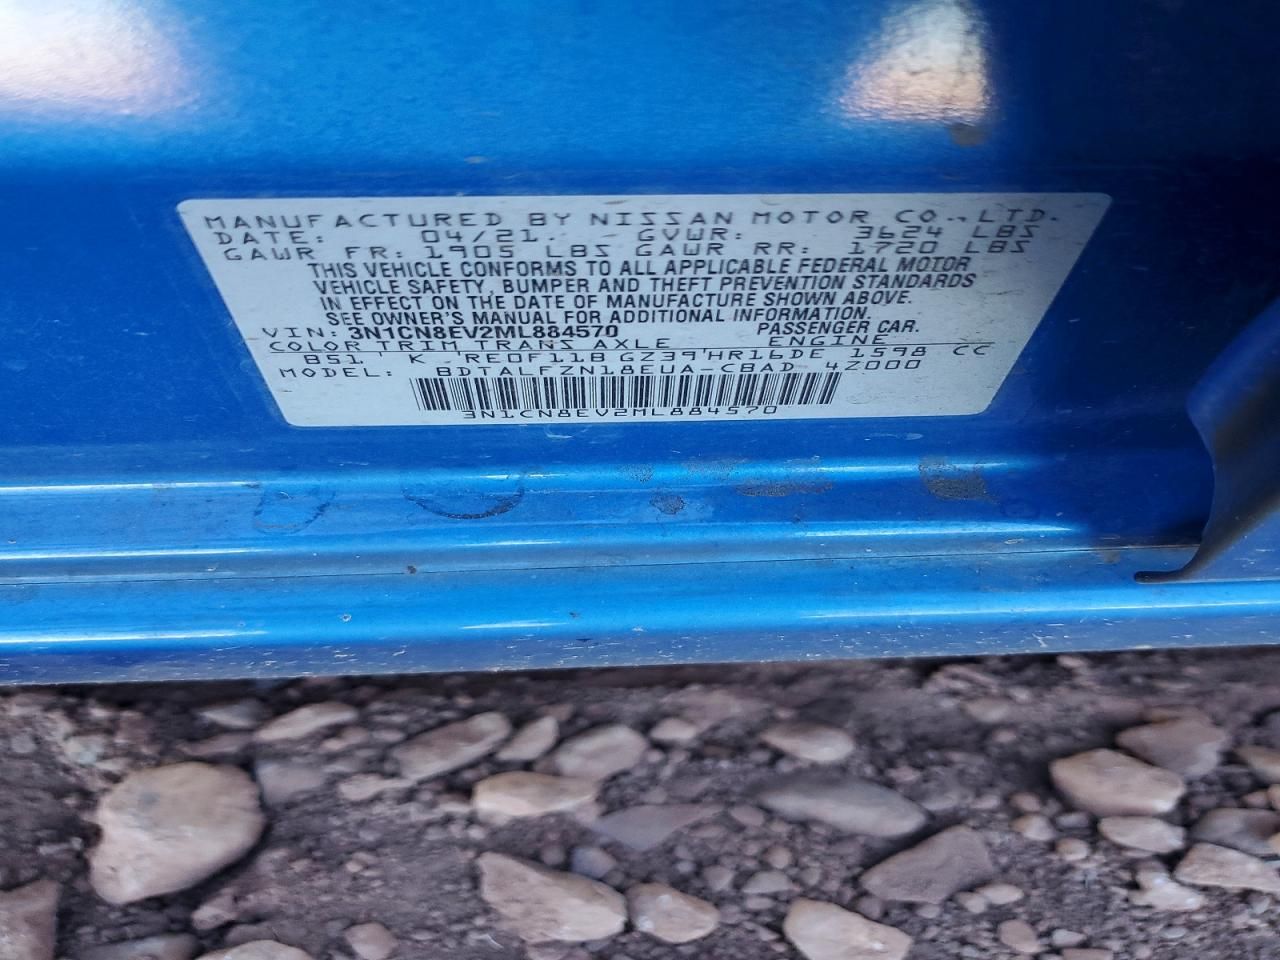 MANUFACTURED BY NISSAN MOTOR CO., LTD.
DATE: 04/21. - GVWR: 3624 LBS
GAWR FR: 1905 LBS GAWR RR: 1720 LBS
THIS VEHICLE CONFORMS TO ALL APPLICABLE FEDERAL MOTOR
VEHICLE SAFETY, BUMPER AND THEFT PREVENTION STANDARDS
IN EFFECT ON THE DATE OF MANUFACTURE SHOWN ABOVE.
SEE OWNER'S MANUAL FOR ADDITIONAL INFORMATION.
VIN: 3N1CN8EV2ML884570 PASSENGER CAR.
COLOR TRIM TRANS AXLE ENGINE
B51 K RE0F11B GZ39 HR16DE 1598 CC
MODEL: BDTALFZN18EUA-CBAD 4Z000
3N1CN8EV2ML884570